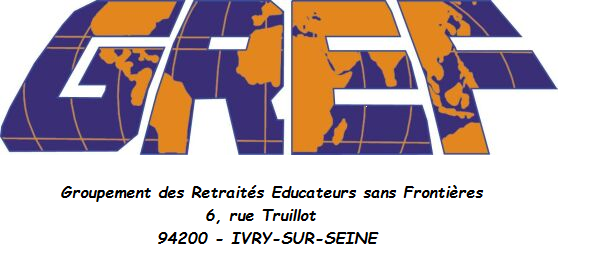 GREF
Groupement des Retraités Educateurs sans Frontières
6, rue Truillot
94200 - IVRY-SUR-SEINE